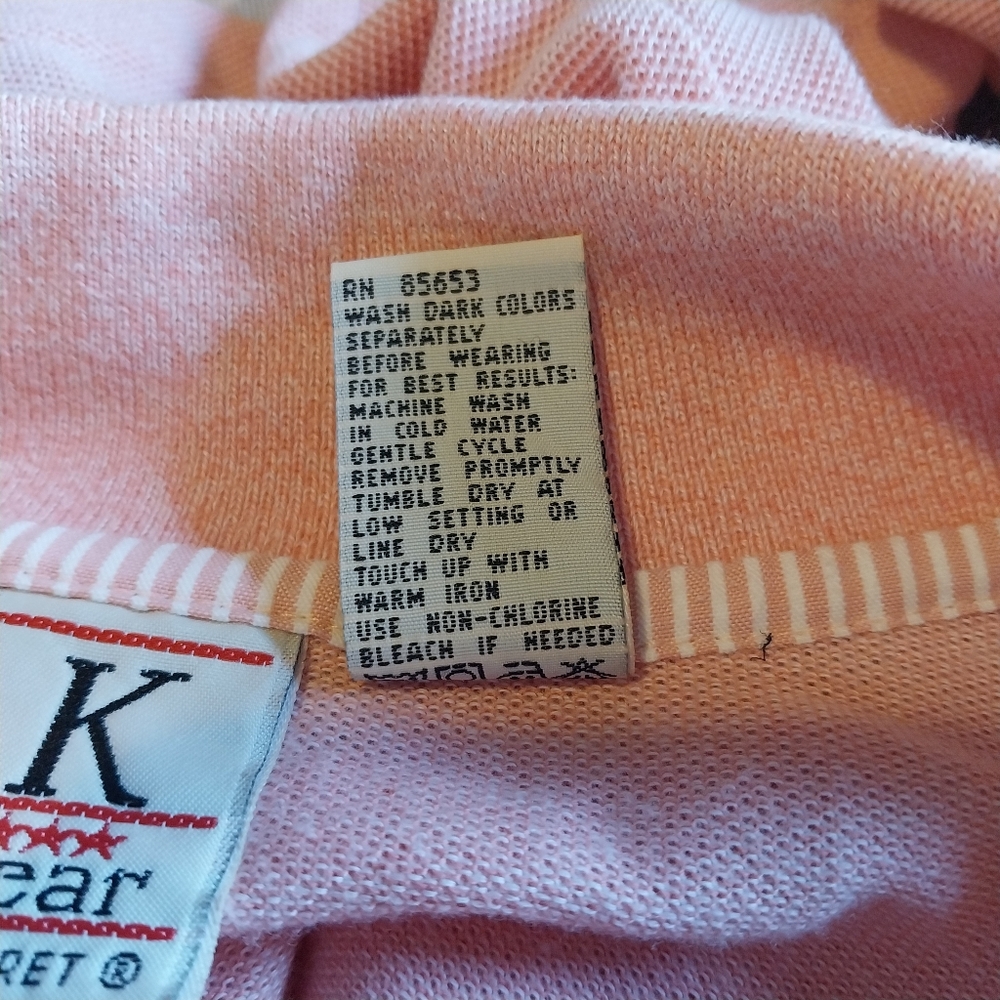 RN 85653
WASH DARK COLORS
SEPARATELY
BEFORE WEARING
FOR BEST RESULTS:
MACHINE WASH
IN COLD WATER
GENTLE CYCLE
REMOVE PROMPTLY
TUMBLE DRY AT
LOW SETTING OR
LINE DRY
TOUCH UP WITH
WARM IRON
USE NON-CHLORINE
BLEACH IF NEEDED
K
ear
RET ®